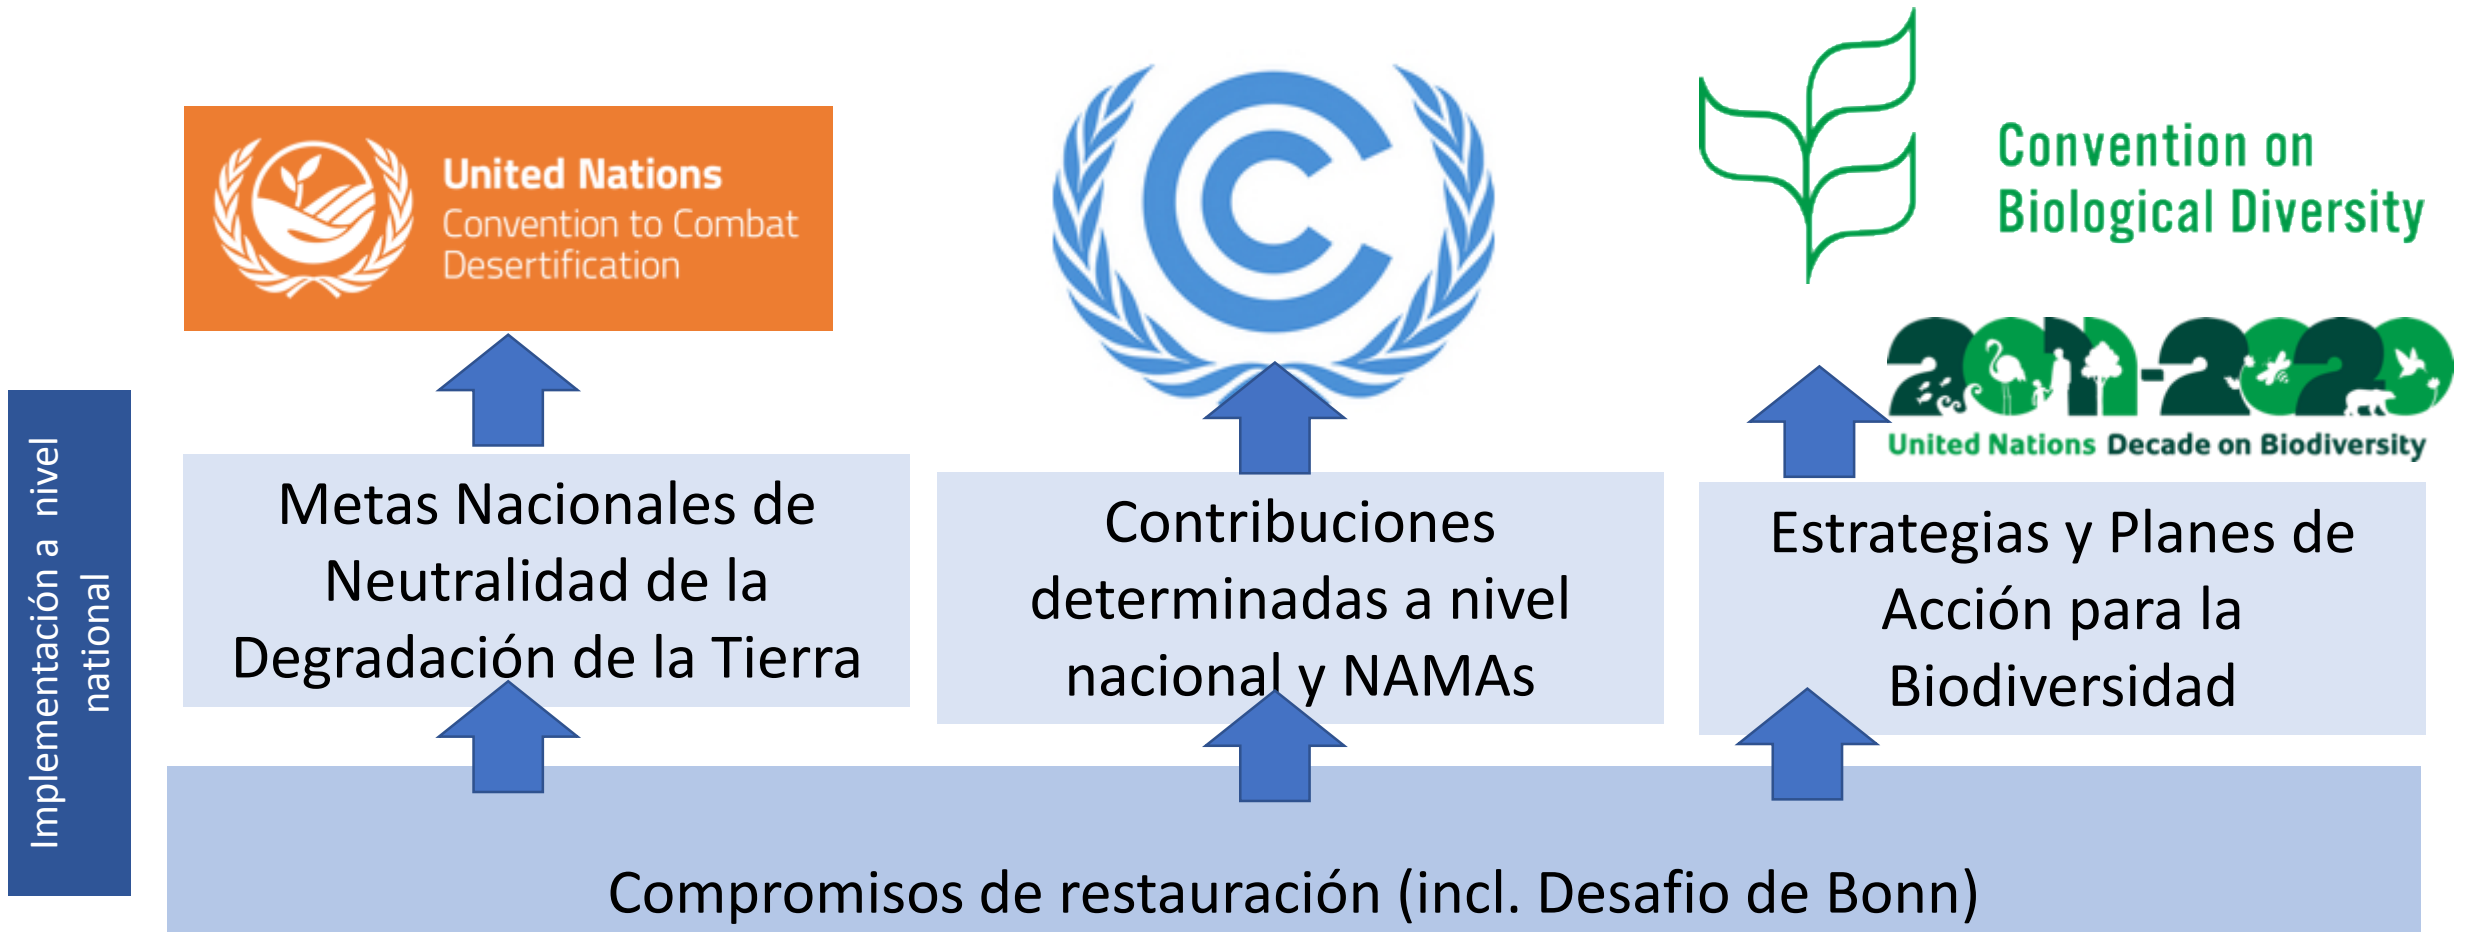 United Nations
Convention to Combat
Desertification
Convention on
Biological Diversity
2011-2020
United Nations Decade on Biodiversity
Implementación a nivel
national
Metas Nacionales de
Neutralidad de la
Degradación de la Tierra
Contribuciones
determinadas a nivel
nacional y NAMAs
Estrategias y Planes de
Acción para la
Biodiversidad
Compromisos de restauración (incl. Desafio de Bonn)